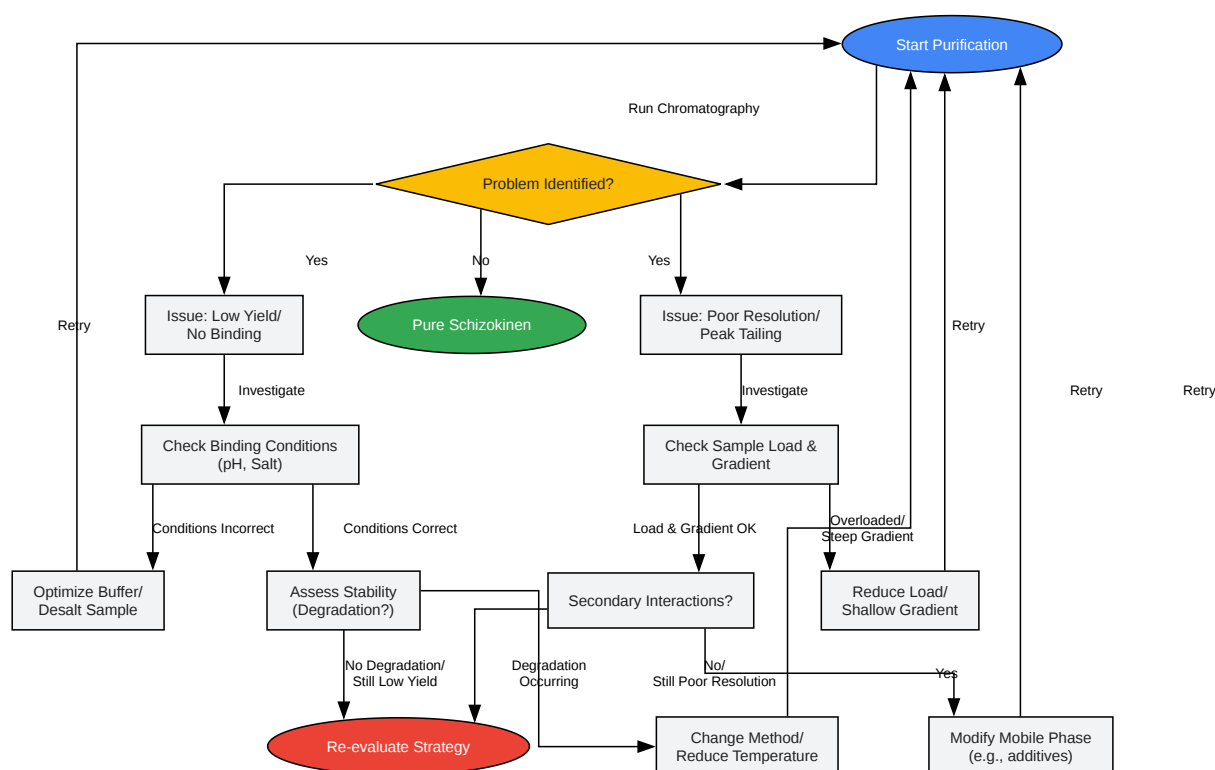 Start Purification
Run Chromatography
Problem Identified?
Yes
No
Yes
Issue: Low Yield/
No Binding
Pure Schizokinen
Issue: Poor Resolution/
Peak Tailing
Retry
Retry
Investigate
Investigate
Retry
Retry
Check Binding Conditions
(pH, Salt)
Check Sample Load &
Gradient
Conditions Incorrect
Conditions Correct
Load & Gradient OK
Overloaded/
Steep Gradient
Optimize Buffer/
Desalt Sample
Assess Stability
(Degradation?)
Secondary Interactions?
Reduce Load/
Shallow Gradient
No Degradation/
Still Low Yield
Degradation
Occurring
No/
Still Poor Resolution
Yes
Re-evaluate Strategy
Change Method/
Reduce Temperature
Modify Mobile Phase
(e.g., additives)